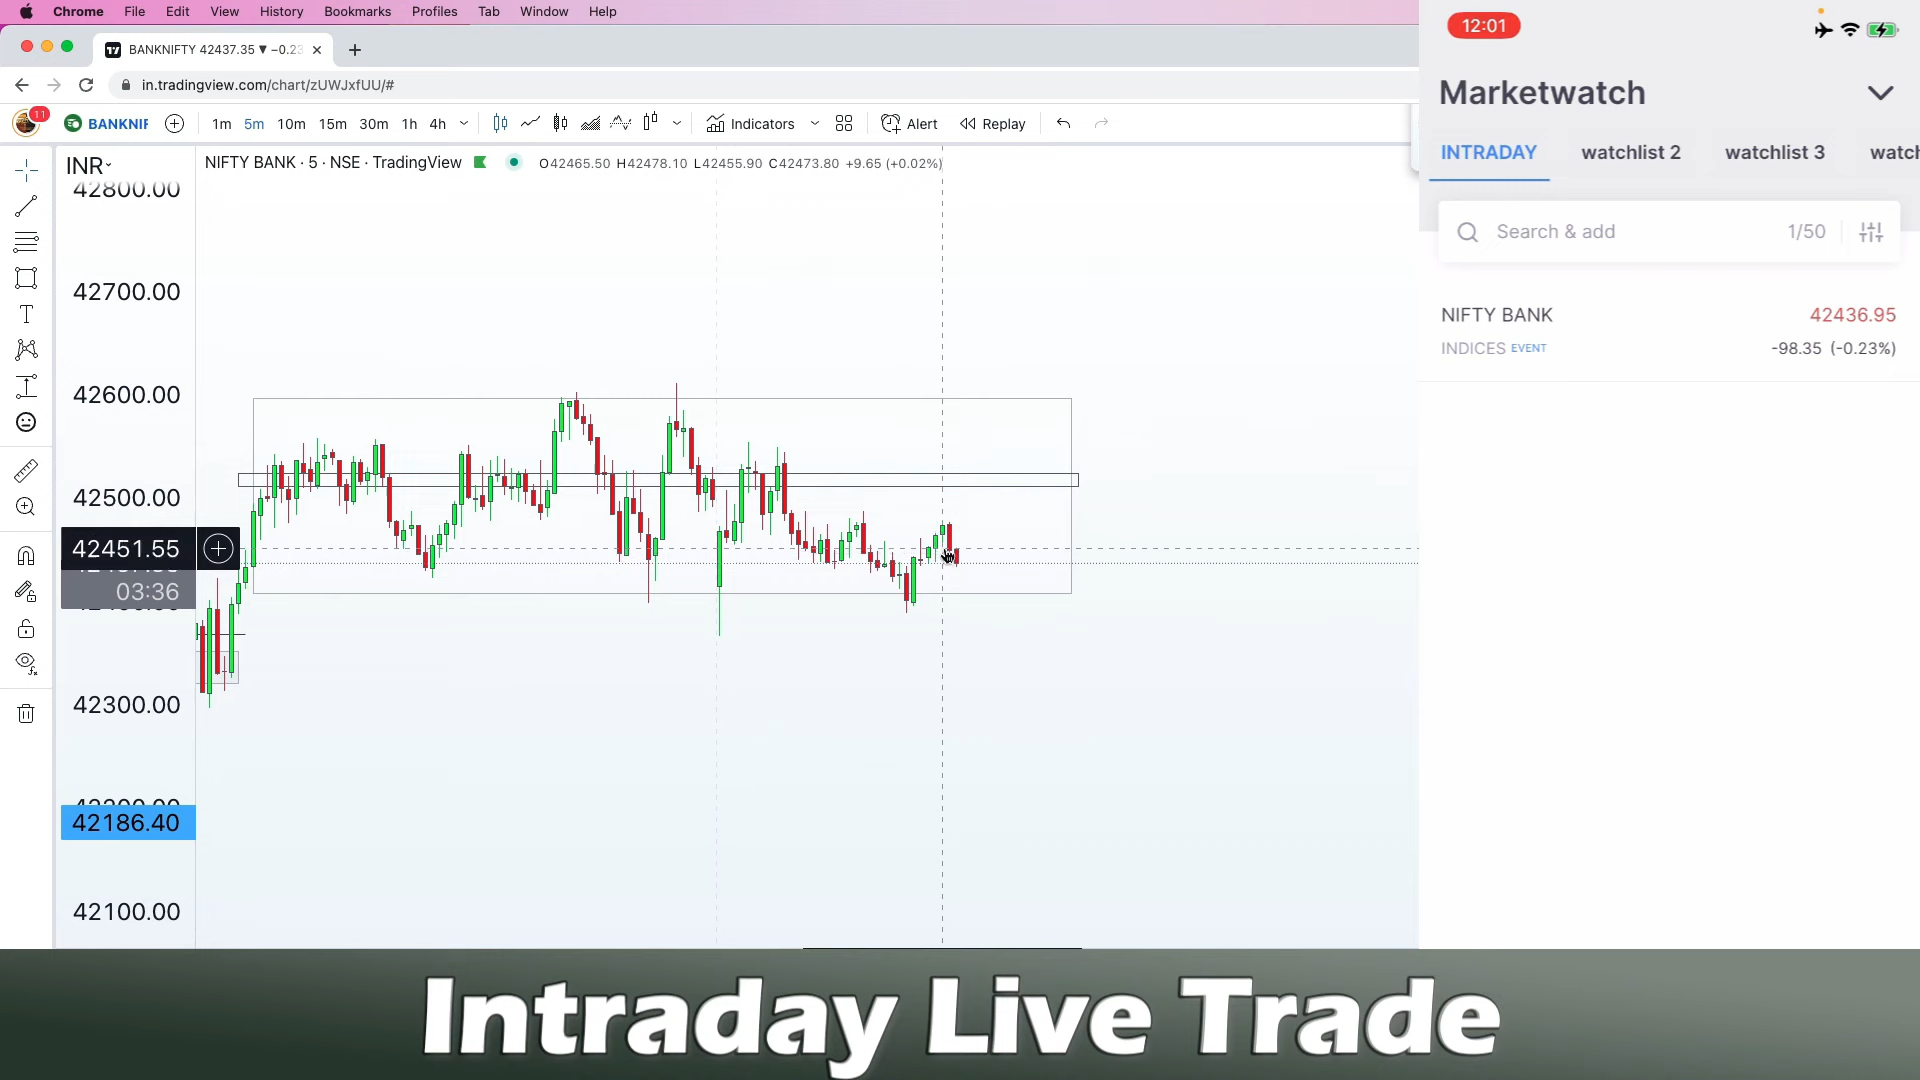 Chrome File Edit View History Bookmarks Profiles Tab Window Help
BANKNIFTY 42437.35 ▼ −0.23
in.tradingview.com/chart/zUWJxfUU/#
11
BANKNIF 1m 5m 10m 15m 30m 1h 4h Indicators Alert Replay
INR
NIFTY BANK · 5 · NSE · TradingView O42465.50 H42478.10 L42455.90 C42473.80 +9.65 (+0.02%)
42800.00
42700.00
42600.00
42500.00
42451.55
03:36
42300.00
42186.40
42100.00
12:01
Marketwatch
INTRADAY watchlist 2 watchlist 3 watch
Search & add 1/50
NIFTY BANK 42436.95
INDICES EVENT -98.35 (-0.23%)
Intraday Live Trade